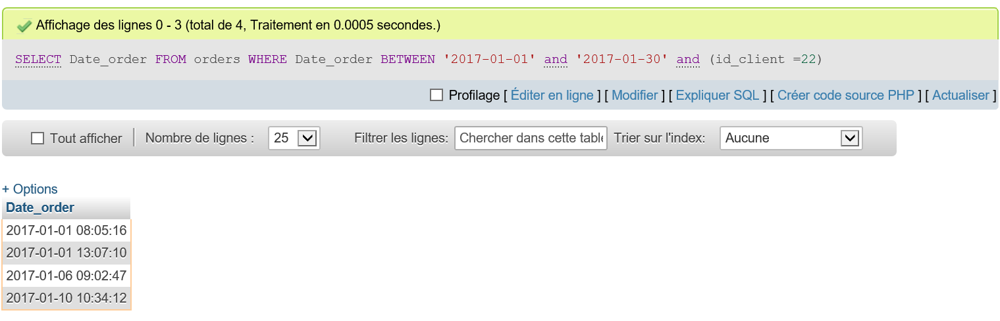 Affichage des lignes 0 - 3 (total de 4, Traitement en 0.0005 secondes.)
SELECT Date_order FROM orders WHERE Date_order BETWEEN '2017-01-01' and '2017-01-30' and (id_client =22)
Profilage [ Éditer en ligne ] [ Modifier ] [ Expliquer SQL ] [ Créer code source PHP ] [ Actualiser ]
Tout afficher Nombre de lignes : 25 Filtrer les lignes: Chercher dans cette table Trier sur l'index: Aucune
+ Options
Date_order
2017-01-01 08:05:16
2017-01-01 13:07:10
2017-01-06 09:02:47
2017-01-10 10:34:12